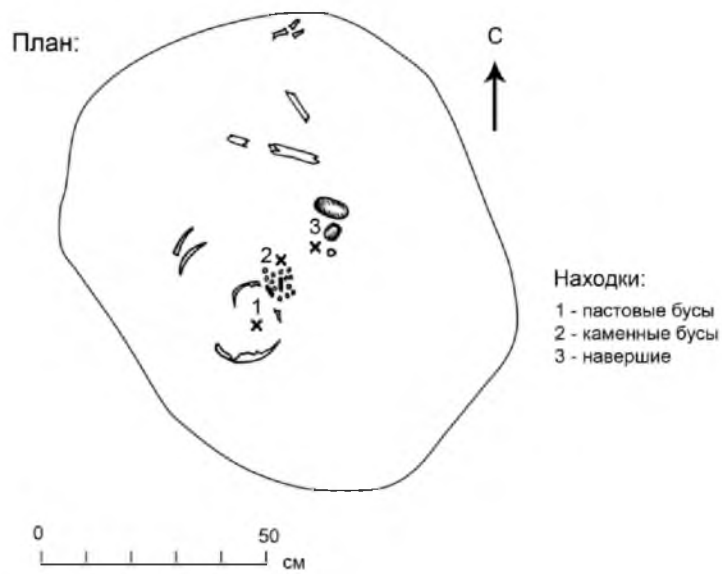 План:
С
3
2
1
Находки:
1 - пастовые бусы
2 - каменные бусы
3 - навершие
0 50
см